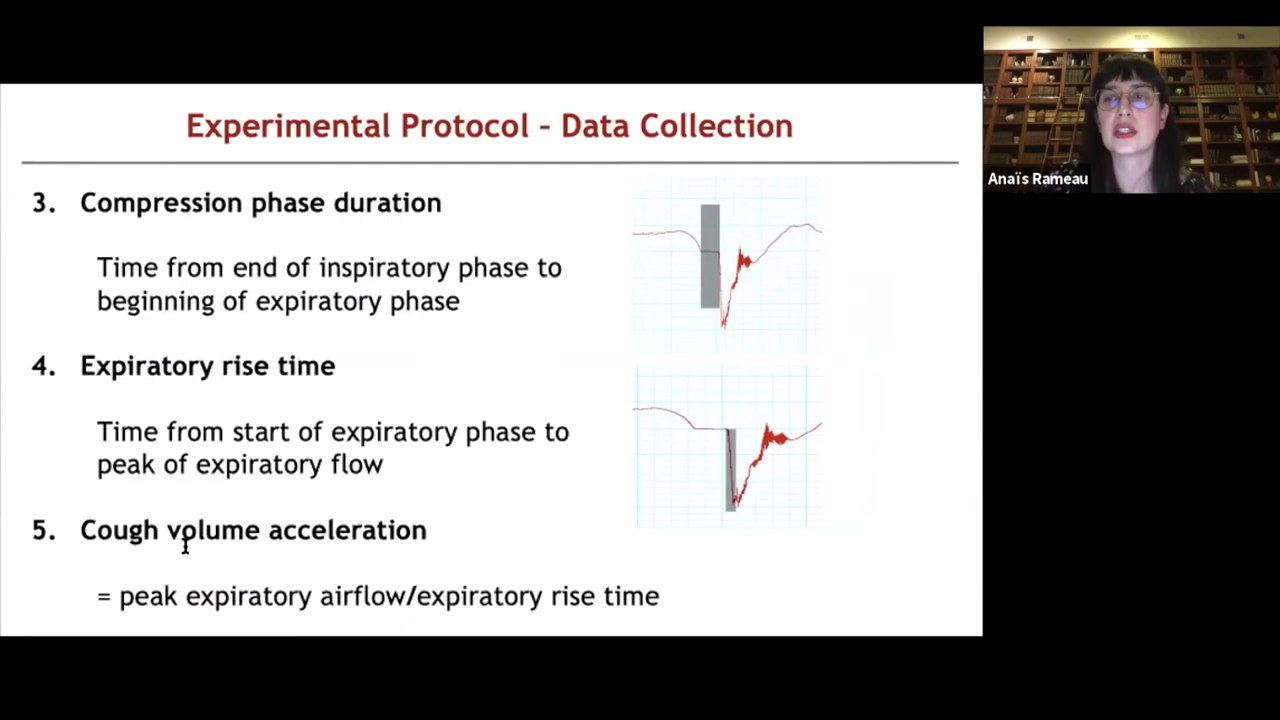 Experimental Protocol – Data Collection
3. Compression phase duration
Time from end of inspiratory phase to
beginning of expiratory phase
4. Expiratory rise time
Time from start of expiratory phase to
peak of expiratory flow
5. Cough volume acceleration
= peak expiratory airflow/expiratory rise time
Anaïs Rameau